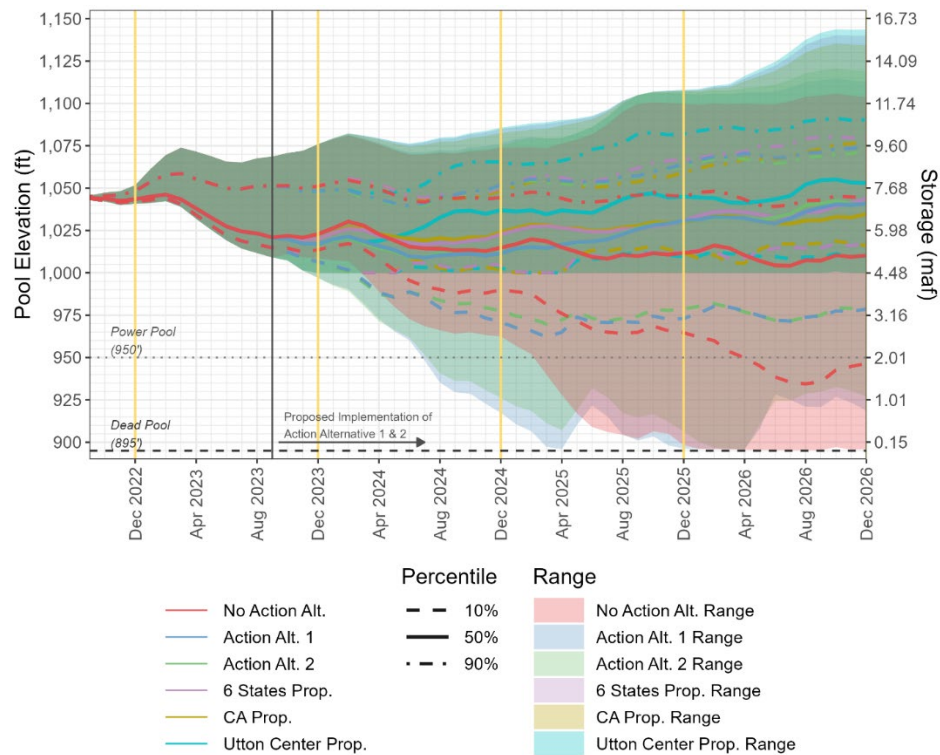 Pool Elevation (ft)
1,150
1,125
1,100
1,075
1,050
1,025
1,000
975
950
925
900
Storage (maf)
16.73
14.09
11.74
9.60
7.68
5.98
4.48
3.16
2.01
1.01
0.15
Power Pool
(950')
Dead Pool
(895')
Proposed Implementation of
Action Alternative 1 & 2
Dec 2022
Apr 2023
Aug 2023
Dec 2023
Apr 2024
Aug 2024
Dec 2024
Apr 2025
Aug 2025
Dec 2025
Apr 2026
Aug 2026
Dec 2026
Percentile
Range
No Action Alt.
10%
No Action Alt. Range
Action Alt. 1
50%
Action Alt. 1 Range
Action Alt. 2
90%
Action Alt. 2 Range
6 States Prop.
6 States Prop. Range
CA Prop.
CA Prop. Range
Utton Center Prop.
Utton Center Prop. Range